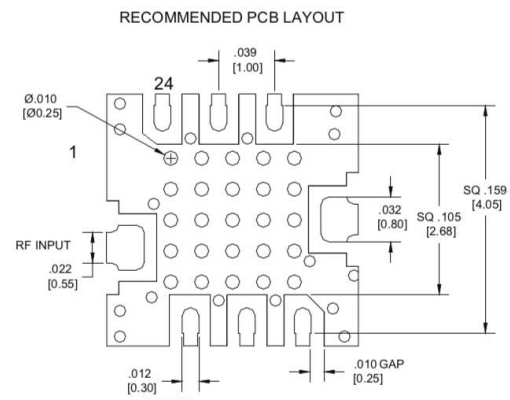 RECOMMENDED PCB LAYOUT
.039
[1.00]
24
Ø.010
[Ø0.25]
1
SQ .159
[4.05]
.032
[0.80]
SQ .105
[2.68]
RF INPUT
.022
[0.55]
.012
[0.30]
.010 GAP
[0.25]